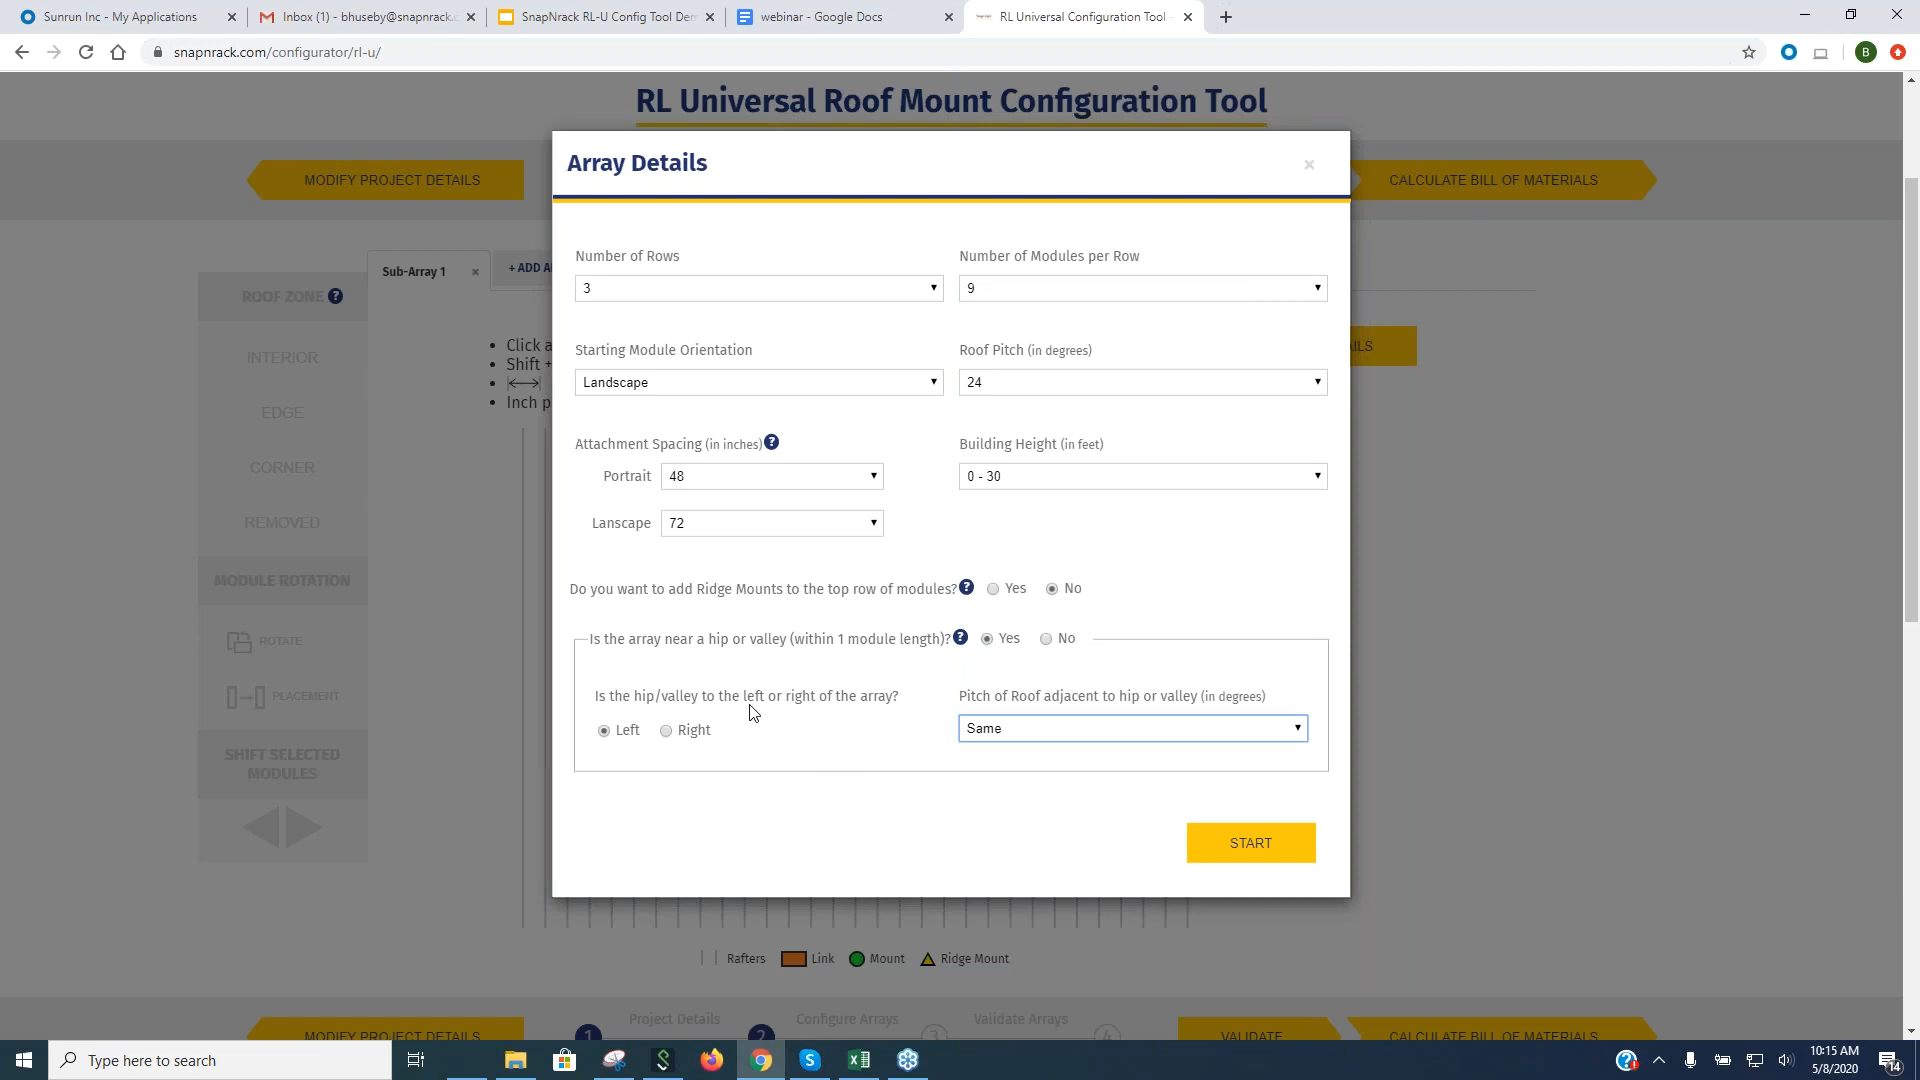 Sunrun Inc - My Applications
Inbox (1) - bhuseby@snapnrack.c
SnapNrack RL-U Config Tool Den
webinar - Google Docs
RL Universal Configuration Tool -
snapnrack.com/configurator/rl-u/
B
RL Universal Roof Mount Configuration Tool
MODIFY PROJECT DETAILS
CALCULATE BILL OF MATERIALS
Array Details
×
Number of Rows
3
Number of Modules per Row
9
Starting Module Orientation
Landscape
Roof Pitch (in degrees)
24
Attachment Spacing (in inches) ?
Portrait 48
Lanscape 72
Building Height (in feet)
0 - 30
Do you want to add Ridge Mounts to the top row of modules? ? Yes No
Is the array near a hip or valley (within 1 module length)? ? Yes No
Is the hip/valley to the left or right of the array?
Left Right
Pitch of Roof adjacent to hip or valley (in degrees)
Same
START
Sub-Array 1 ×
+ ADD A
ROOF ZONE ?
INTERIOR
EDGE
CORNER
REMOVED
MODULE ROTATION
ROTATE
PLACEMENT
SHIFT SELECTED
MODULES
• Click a
• Shift +
•
• Inch p
AILS
Rafters Link Mount Ridge Mount
MODIFY PROJECT DETAILS
1 Project Details 2 Configure Arrays 3 Validate Arrays 4
VALIDATE
CALCULATE BILL OF MATERIALS
Type here to search
10:15 AM
5/8/2020
14